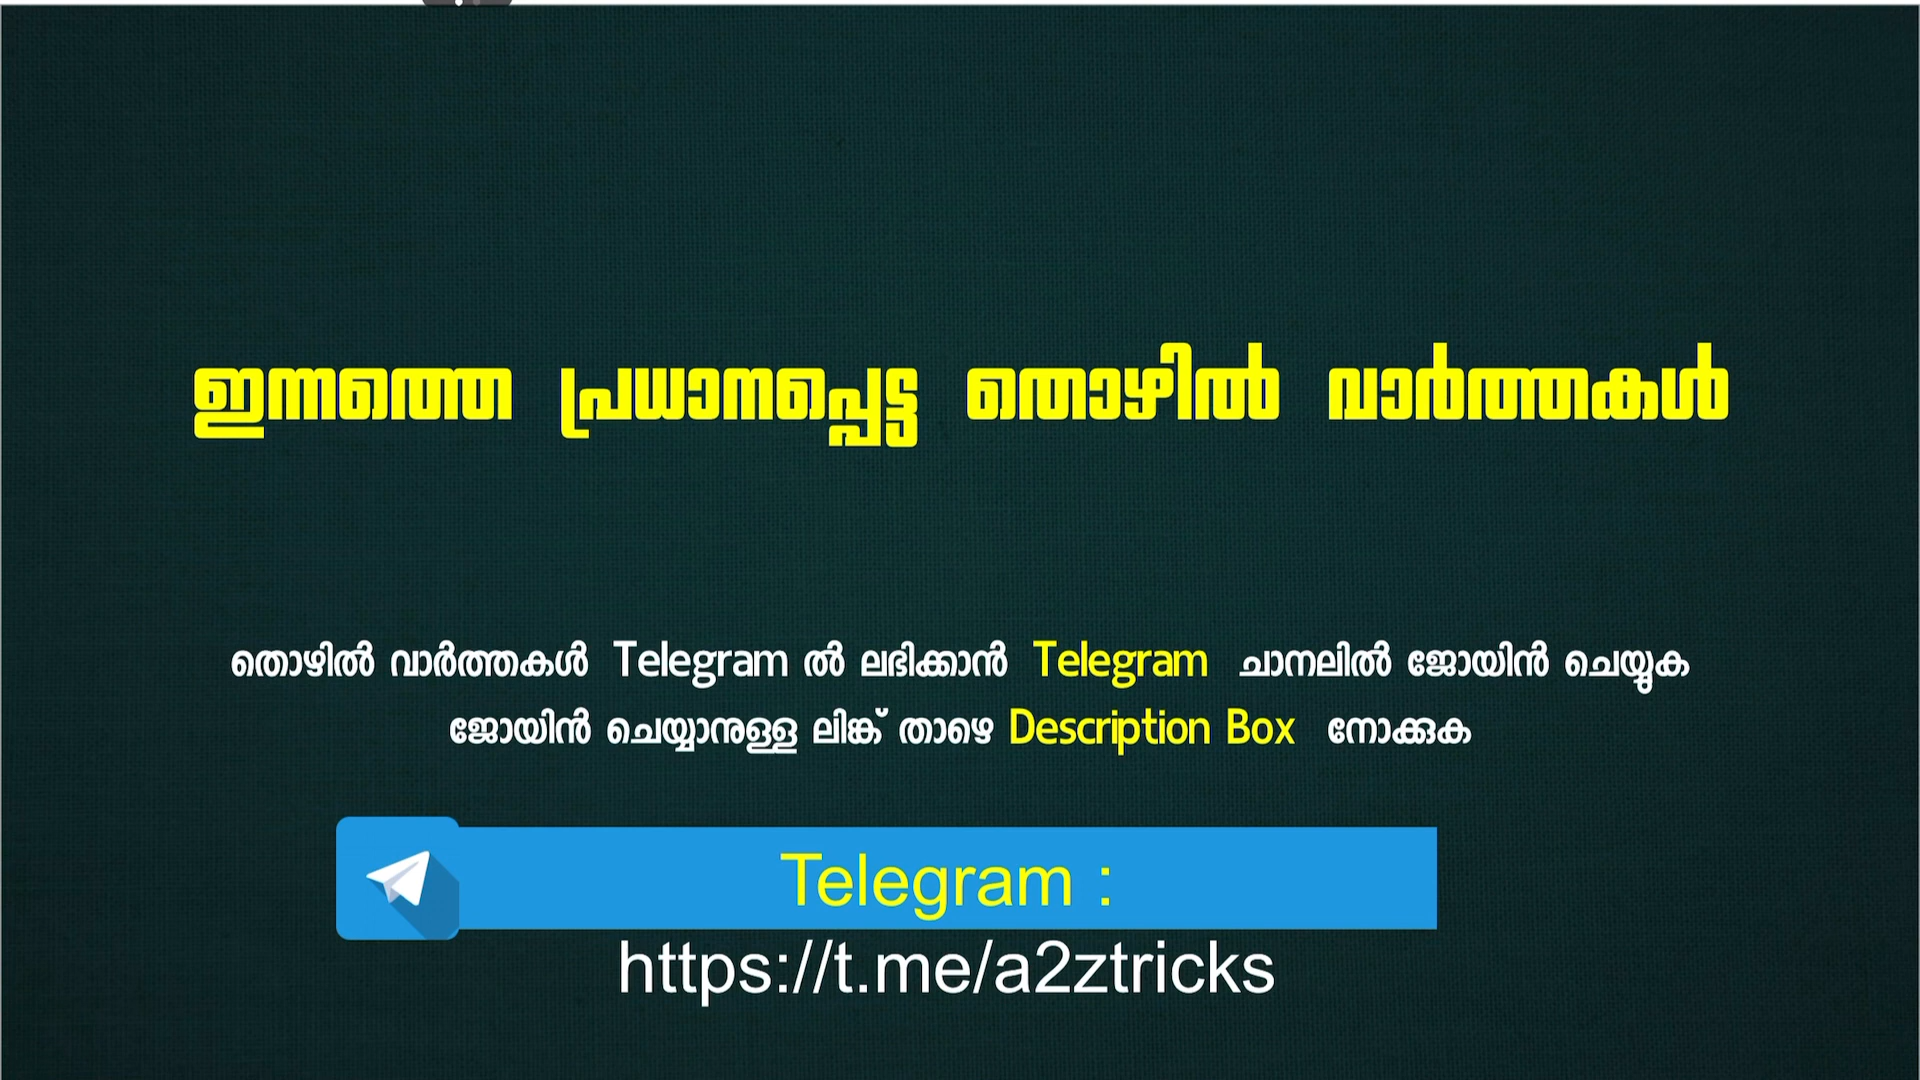 ഇന്നത്തെ പ്രധാനപ്പെട്ട തൊഴിൽ വാർത്തകൾ
തൊഴിൽ വാർത്തകൾ Telegram ൽ ലഭിക്കാൻ Telegram ചാനലിൽ ജോയിൻ ചെയ്യുക
ജോയിൻ ചെയ്യാനുള്ള ലിങ്ക് താഴെ Description Box നോക്കുക
Telegram :
https://t.me/a2ztricks